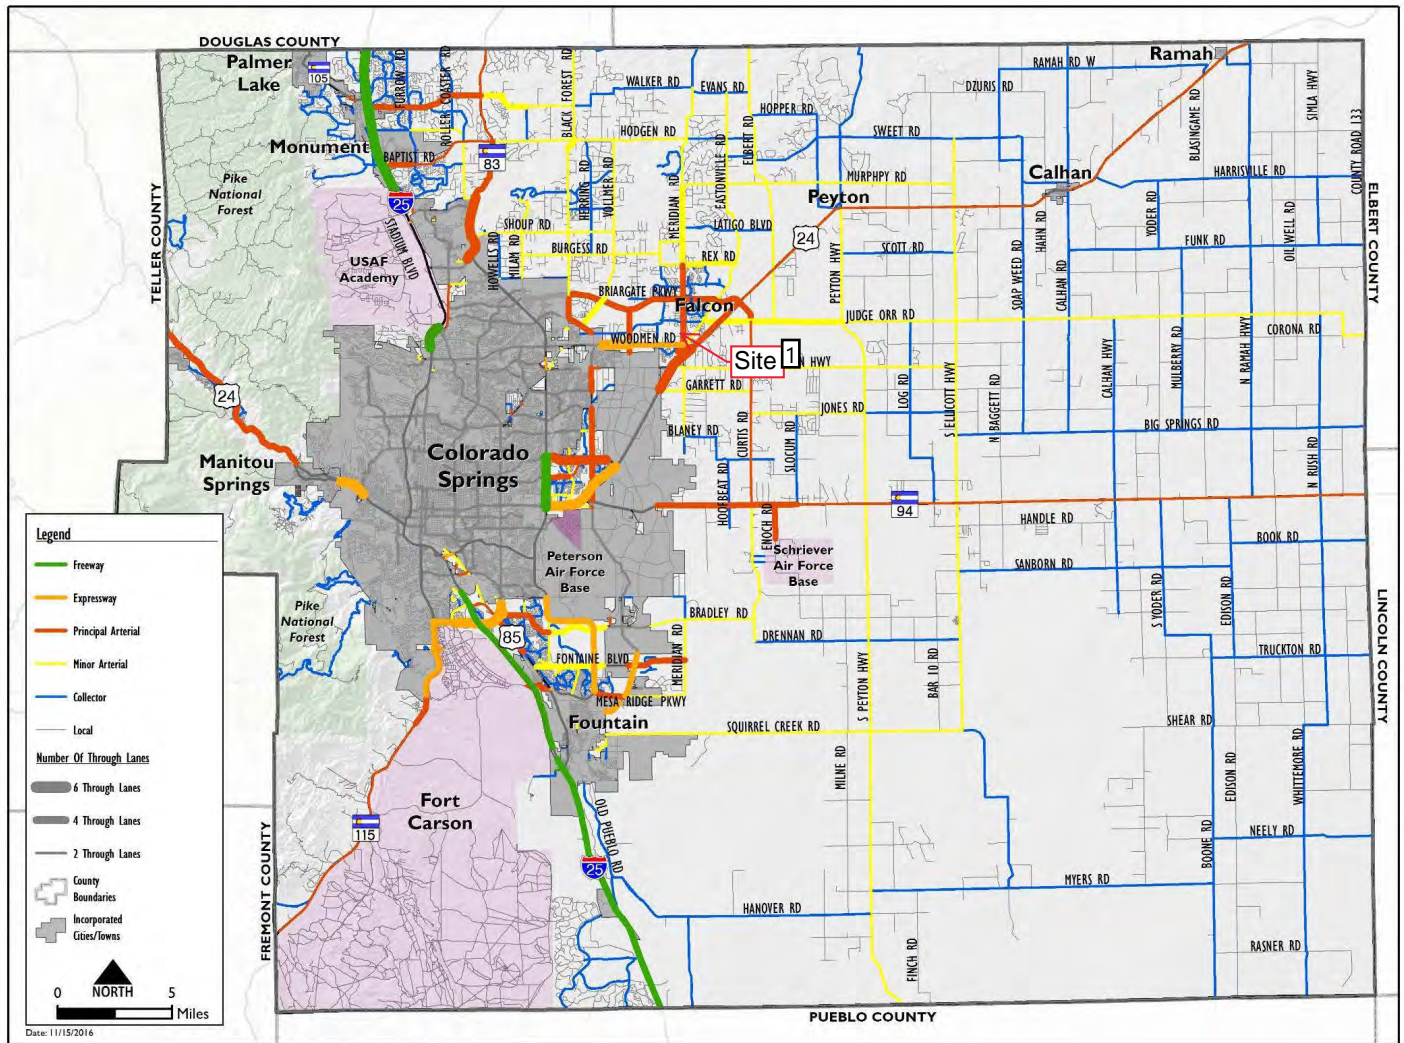 DOUGLAS COUNTY
Palmer
Lake
105
FURROW RD
ROLLER COASTER RD
BLACK FOREST RD
WALKER RD
EVANS RD
HOPPER RD
DZURIS RD
RAMAH RD W
Ramah
BLASINGAME RD
SIMLA HWY
COUNTY ROAD 133
Monument
BAPTIST RD
83
HODGEN RD
ELBERT RD
SWEET RD
Calhan
HARRISVILLE RD
Pike
National
Forest
TELLER COUNTY
25
STADIUM BLVD
USAF
Academy
HERRING RD
VOLLMER RD
MERIDIAN RD
EASTONVILLE RD
MURPHPY RD
Peyton
SHOUP RD
LATIGO BLVD
24
HOWELLS RD
MILAM RD
BURGESS RD
REX RD
PEYTON HWY
SCOTT RD
SOAP WEED RD
HAHN RD
CALHAN RD
YODER RD
FUNK RD
OIL WELL RD
ELBERT COUNTY
BRIARGATE PKWY
Falcon
JUDGE ORR RD
CORONA RD
WOODMEN RD
Site 1
N HWY
GARRETT RD
24
LOG RD
S ELLICOTT HWY
N BAGGETT RD
CALHAN HWY
MULBERRY RD
N RAMAH HWY
JONES RD
BLANEY RD
CURTIS RD
SLOCUM RD
BIG SPRINGS RD
Colorado
Springs
Manitou
Springs
HOOFBEAT RD
N RUSH RD
94
ENOCH RD
HANDLE RD
BOOK RD
Peterson
Air Force
Base
Schriever
Air Force
Base
SANBORN RD
S YODER RD
EDISON RD
Pike
National
Forest
BRADLEY RD
85
DRENNAN RD
LINCOLN COUNTY
FONTAINE BLVD
MERIDIAN RD
S PEYTON HWY
BAR 10 RD
TRUCKTON RD
MESA RIDGE PKWY
Fountain
SQUIRREL CREEK RD
SHEAR RD
MILNE RD
EDISON RD
WHITTEMORE RD
Fort
Carson
115
OLD PUEBLO RD
25
BOONE RD
NEELY RD
FREMONT COUNTY
MYERS RD
HANOVER RD
FINCH RD
RASNER RD
PUEBLO COUNTY
Legend
Freeway
Expressway
Principal Arterial
Minor Arterial
Collector
Local
Number Of Through Lanes
6 Through Lanes
4 Through Lanes
2 Through Lanes
County
Boundaries
Incorporated
Cities/Towns
NORTH
0 5
Miles
Date: 11/15/2016